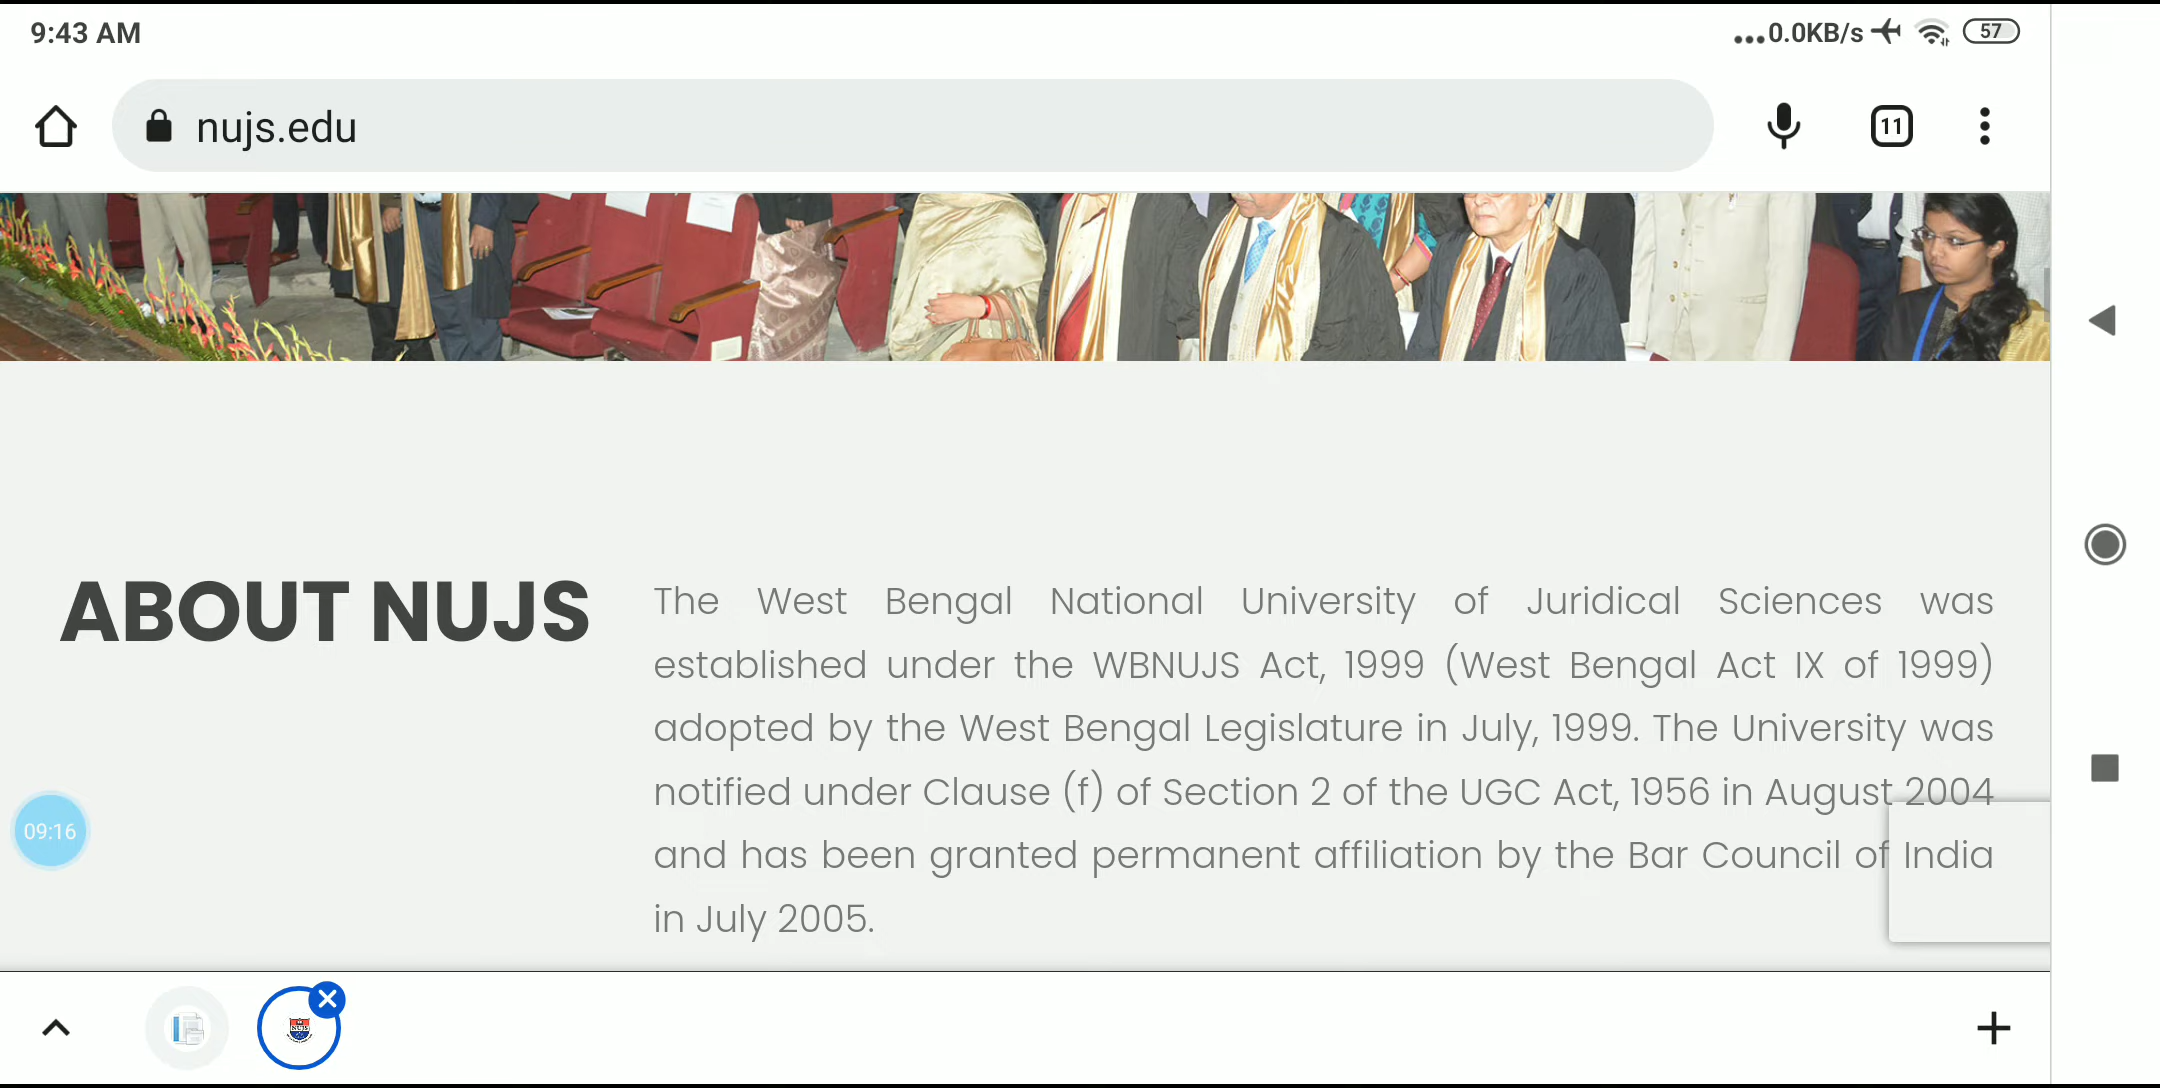 9:43 AM
...0.0KB/s 57
nujs.edu
11
ABOUT NUJS
The West Bengal National University of Juridical Sciences was
established under the WBNUJS Act, 1999 (West Bengal Act IX of 1999)
adopted by the West Bengal Legislature in July, 1999. The University was
notified under Clause (f) of Section 2 of the UGC Act, 1956 in August 2004
and has been granted permanent affiliation by the Bar Council of India
in July 2005.
09:16
NUJS